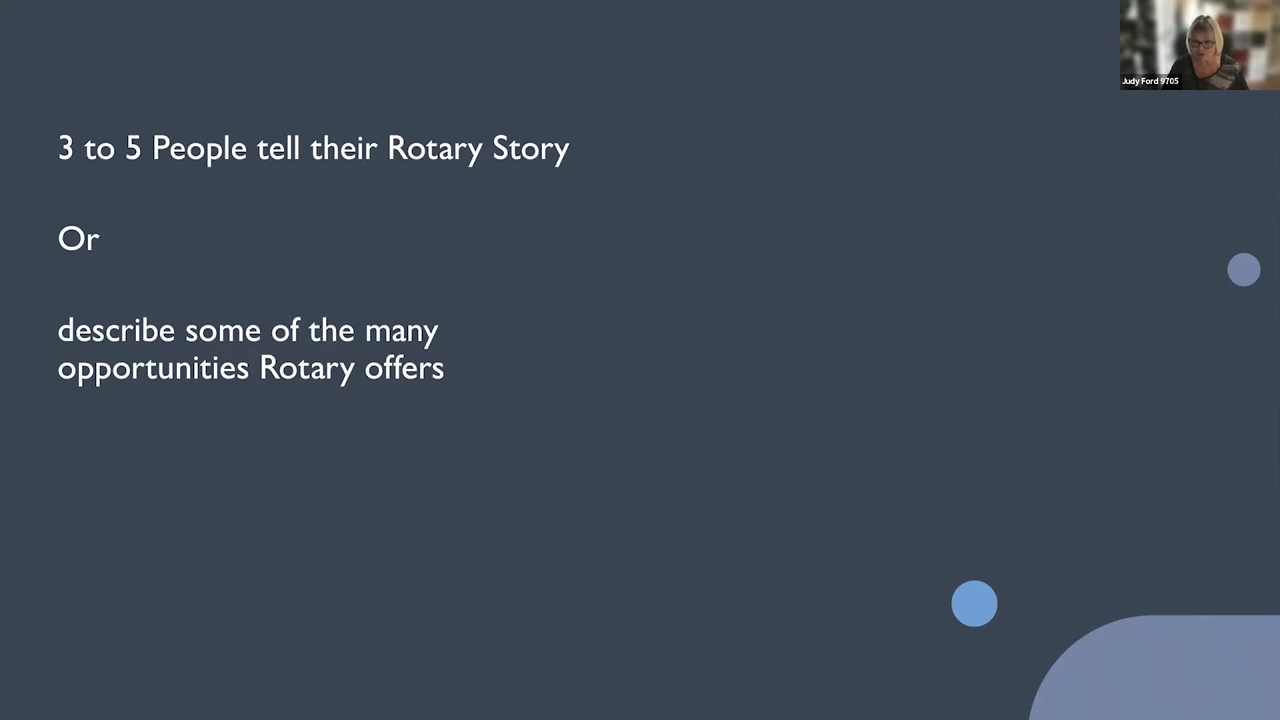 Judy Ford 9705
3 to 5 People tell their Rotary Story
Or
describe some of the many
opportunities Rotary offers